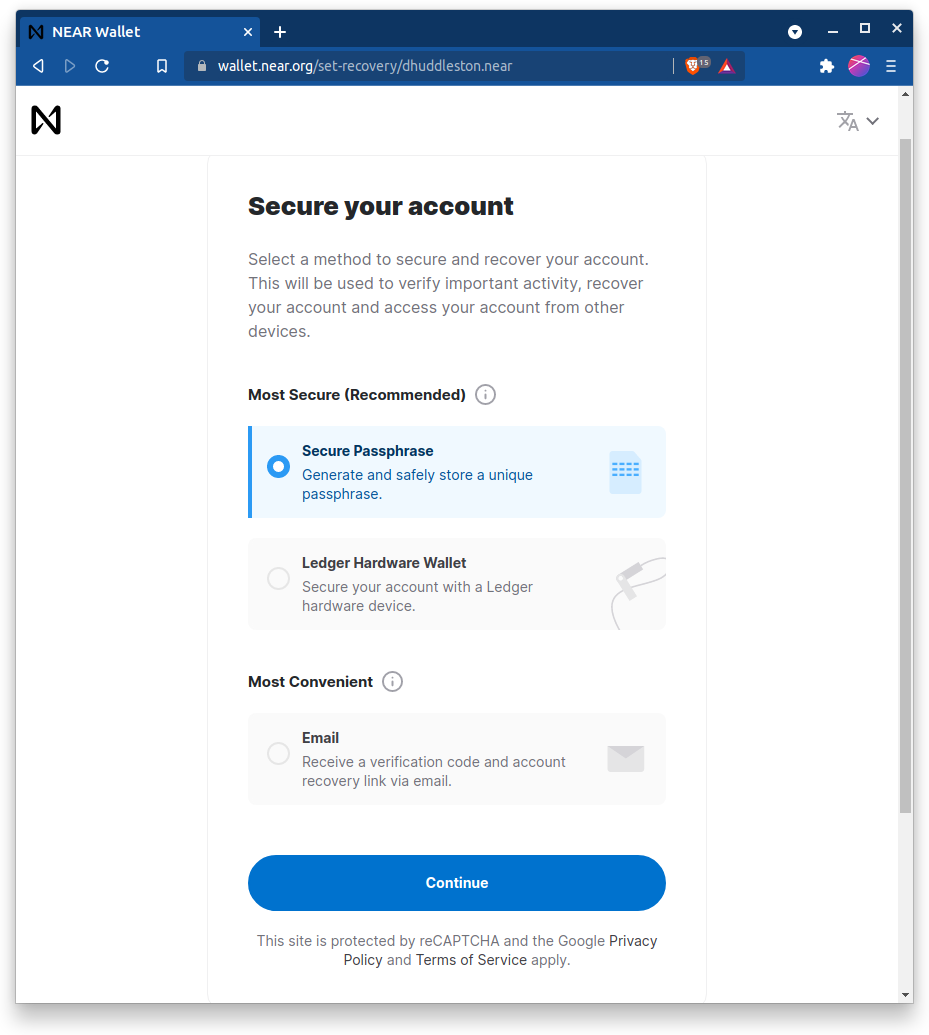 NEAR Wallet
wallet.near.org/set-recovery/dhuddleston.near
15
Secure your account
Select a method to secure and recover your account.
This will be used to verify important activity, recover
your account and access your account from other
devices.
Most Secure (Recommended)
Secure Passphrase
Generate and safely store a unique
passphrase.
Ledger Hardware Wallet
Secure your account with a Ledger
hardware device.
Most Convenient
Email
Receive a verification code and account
recovery link via email.
Continue
This site is protected by reCAPTCHA and the Google Privacy
Policy and Terms of Service apply.